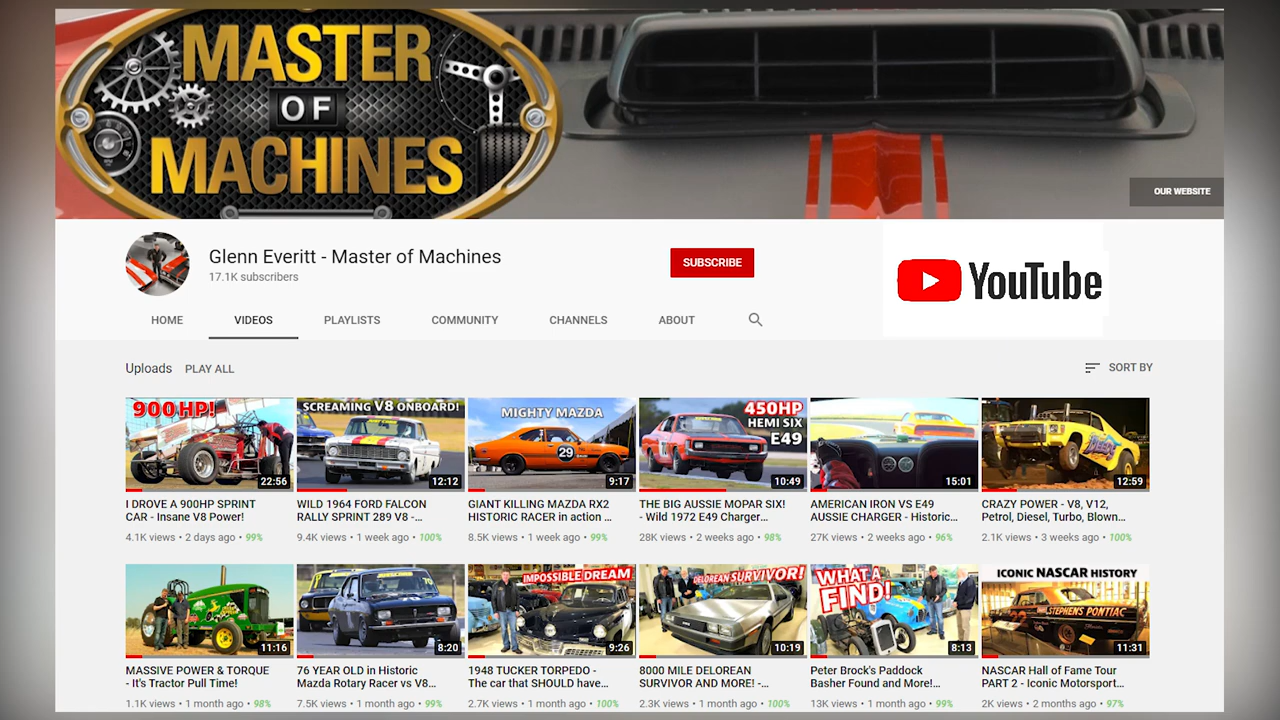 MASTER
OF
MACHINES
OUR WEBSITE
Glenn Everitt - Master of Machines
17.1K subscribers
SUBSCRIBE
YouTube
HOME VIDEOS PLAYLISTS COMMUNITY CHANNELS ABOUT
Uploads PLAY ALL SORT BY
900HP!
22:56
SCREAMING V8 ONBOARD!
12:12
MIGHTY MAZDA
29
9:17
450HP
HEMI SIX
E49
10:49
15:01
12:59
I DROVE A 900HP SPRINT
CAR - Insane V8 Power!
4.1K views • 2 days ago • 99%
WILD 1964 FORD FALCON
RALLY SPRINT 289 V8 -...
9.4K views • 1 week ago • 100%
GIANT KILLING MAZDA RX2
HISTORIC RACER in action ...
8.5K views • 1 week ago • 99%
THE BIG AUSSIE MOPAR SIX!
- Wild 1972 E49 Charger...
28K views • 2 weeks ago • 98%
AMERICAN IRON VS E49
AUSSIE CHARGER - Historic...
27K views • 2 weeks ago • 96%
CRAZY POWER - V8, V12,
Petrol, Diesel, Turbo, Blown...
2.1K views • 3 weeks ago • 100%
11:16
8:20
IMPOSSIBLE DREAM
9:26
DELOREAN SURVIVOR!
10:19
WHAT A
FIND!
8:13
ICONIC NASCAR HISTORY
STEPHENS PONTIAC
11:31
MASSIVE POWER & TORQUE
- It's Tractor Pull Time!
1.1K views • 1 month ago • 98%
76 YEAR OLD in Historic
Mazda Rotary Racer vs V8...
7.5K views • 1 month ago • 99%
1948 TUCKER TORPEDO -
The car that SHOULD have...
2.7K views • 1 month ago • 100%
8000 MILE DELOREAN
SURVIVOR AND MORE! -...
2.3K views • 1 month ago • 100%
Peter Brock's Paddock
Basher Found and More!...
13K views • 1 month ago • 99%
NASCAR Hall of Fame Tour
PART 2 - Iconic Motorsport...
2K views • 2 months ago • 97%